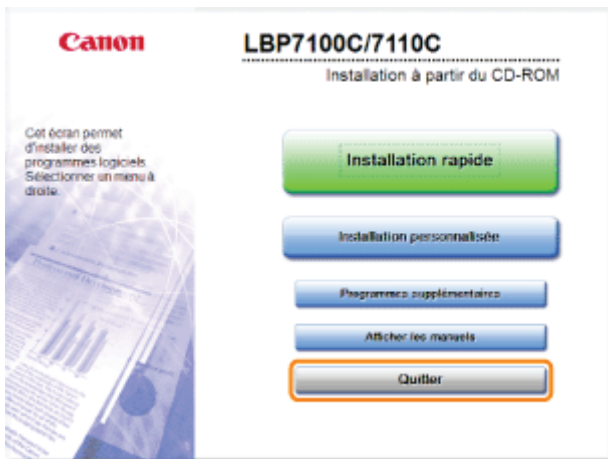 Canon
LBP7100C/7110C
Installation à partir du CD-ROM
Cet écran permet
d'installer des
programmes logiciels.
Sélectionner un menu à
droite.
Installation rapide
Installation personnalisée
Programmes supplémentaires
Afficher les manuels
Quitter